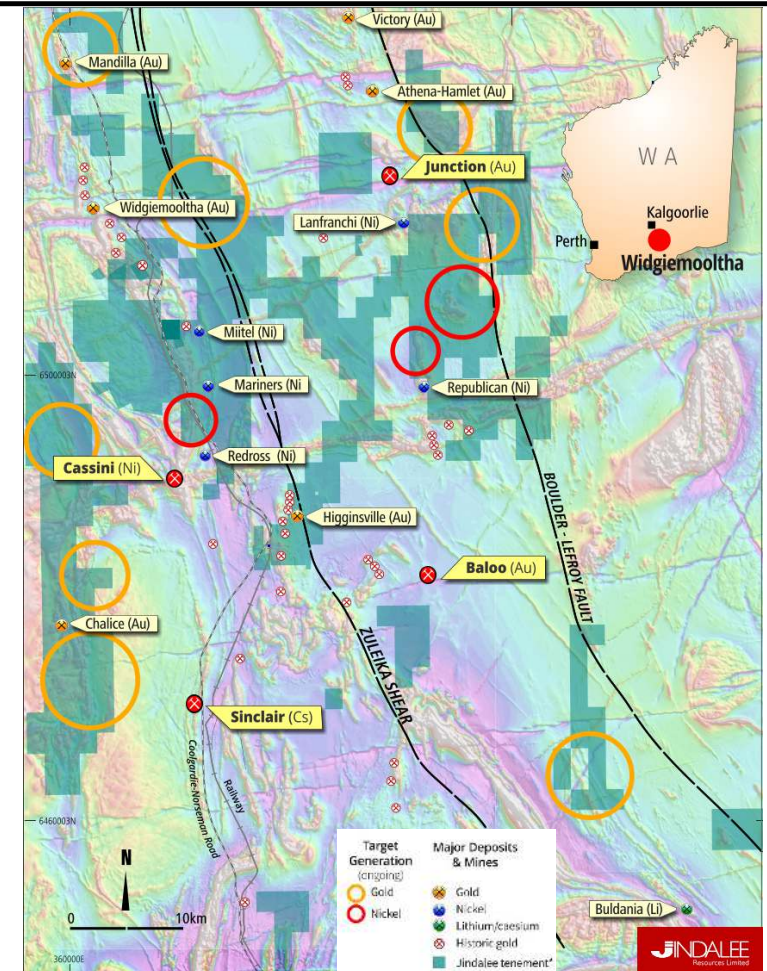 Victory (Au)
Mandilla (Au)
Athena-Hamlet (Au)
Junction (Au)
WA
Kalgoorlie
Perth
Widgiemooltha
Widgiemooltha (Au)
Lanfranchi (Ni)
Miitel (Ni)
6500003N
Mariners (Ni
Republican (Ni)
Redross (Ni)
Cassini (Ni)
BOULDER - LEFROY FAULT
Higginsville (Au)
Baloo (Au)
Chalice (Au)
ZULEIKA SHEAR
Sinclair (Cs)
Coolgardie-Norseman Road
Railway
6460003N
N
0 10km
360000E
Target
Generation
(ongoing)
Gold
Nickel
Major Deposits
& Mines
Gold
Nickel
Lithium/caesium
Historic gold
Jindalee tenement*
Buldania (Li)
JINDALEE
Resources Limited